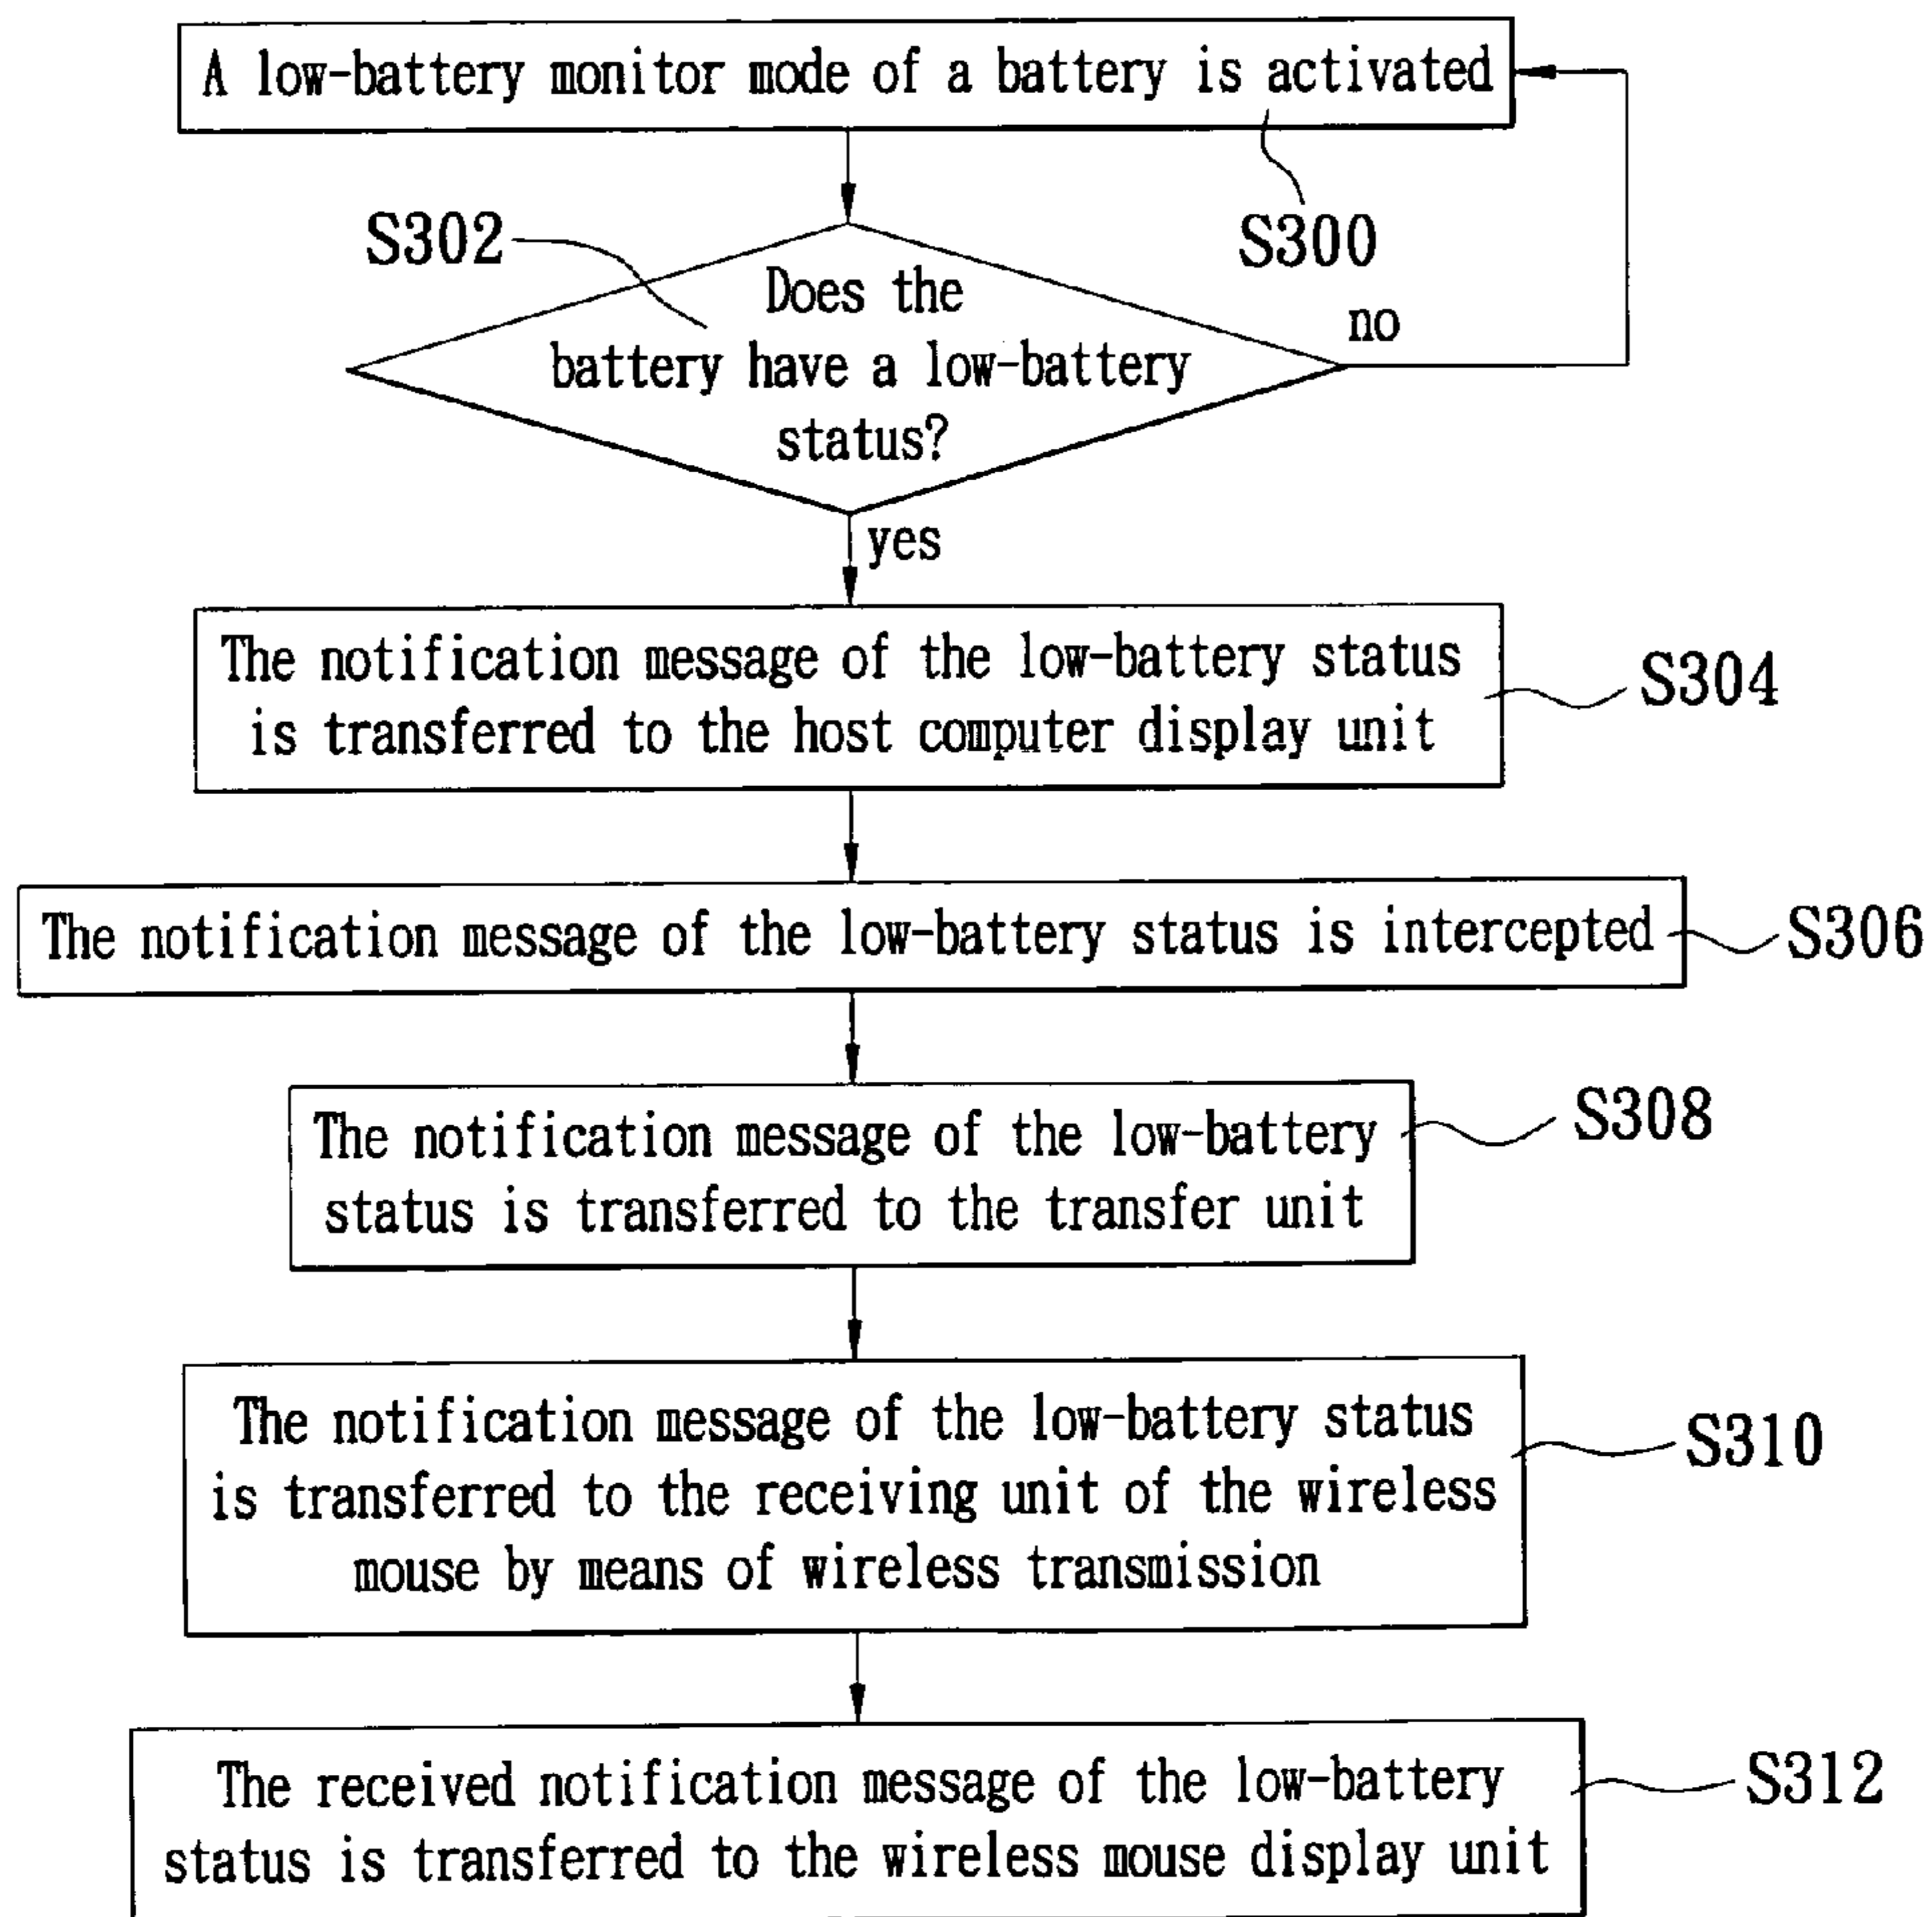 A low-battery monitor mode of a battery is activated
S300
S302
Does the
battery have a low-battery
status?
no
yes
The notification message of the low-battery status
is transferred to the host computer display unit
S304
The notification message of the low-battery status is intercepted
S306
The notification message of the low-battery
status is transferred to the transfer unit
S308
The notification message of the low-battery status
is transferred to the receiving unit of the wireless
mouse by means of wireless transmission
S310
The received notification message of the low-battery
status is transferred to the wireless mouse display unit
S312